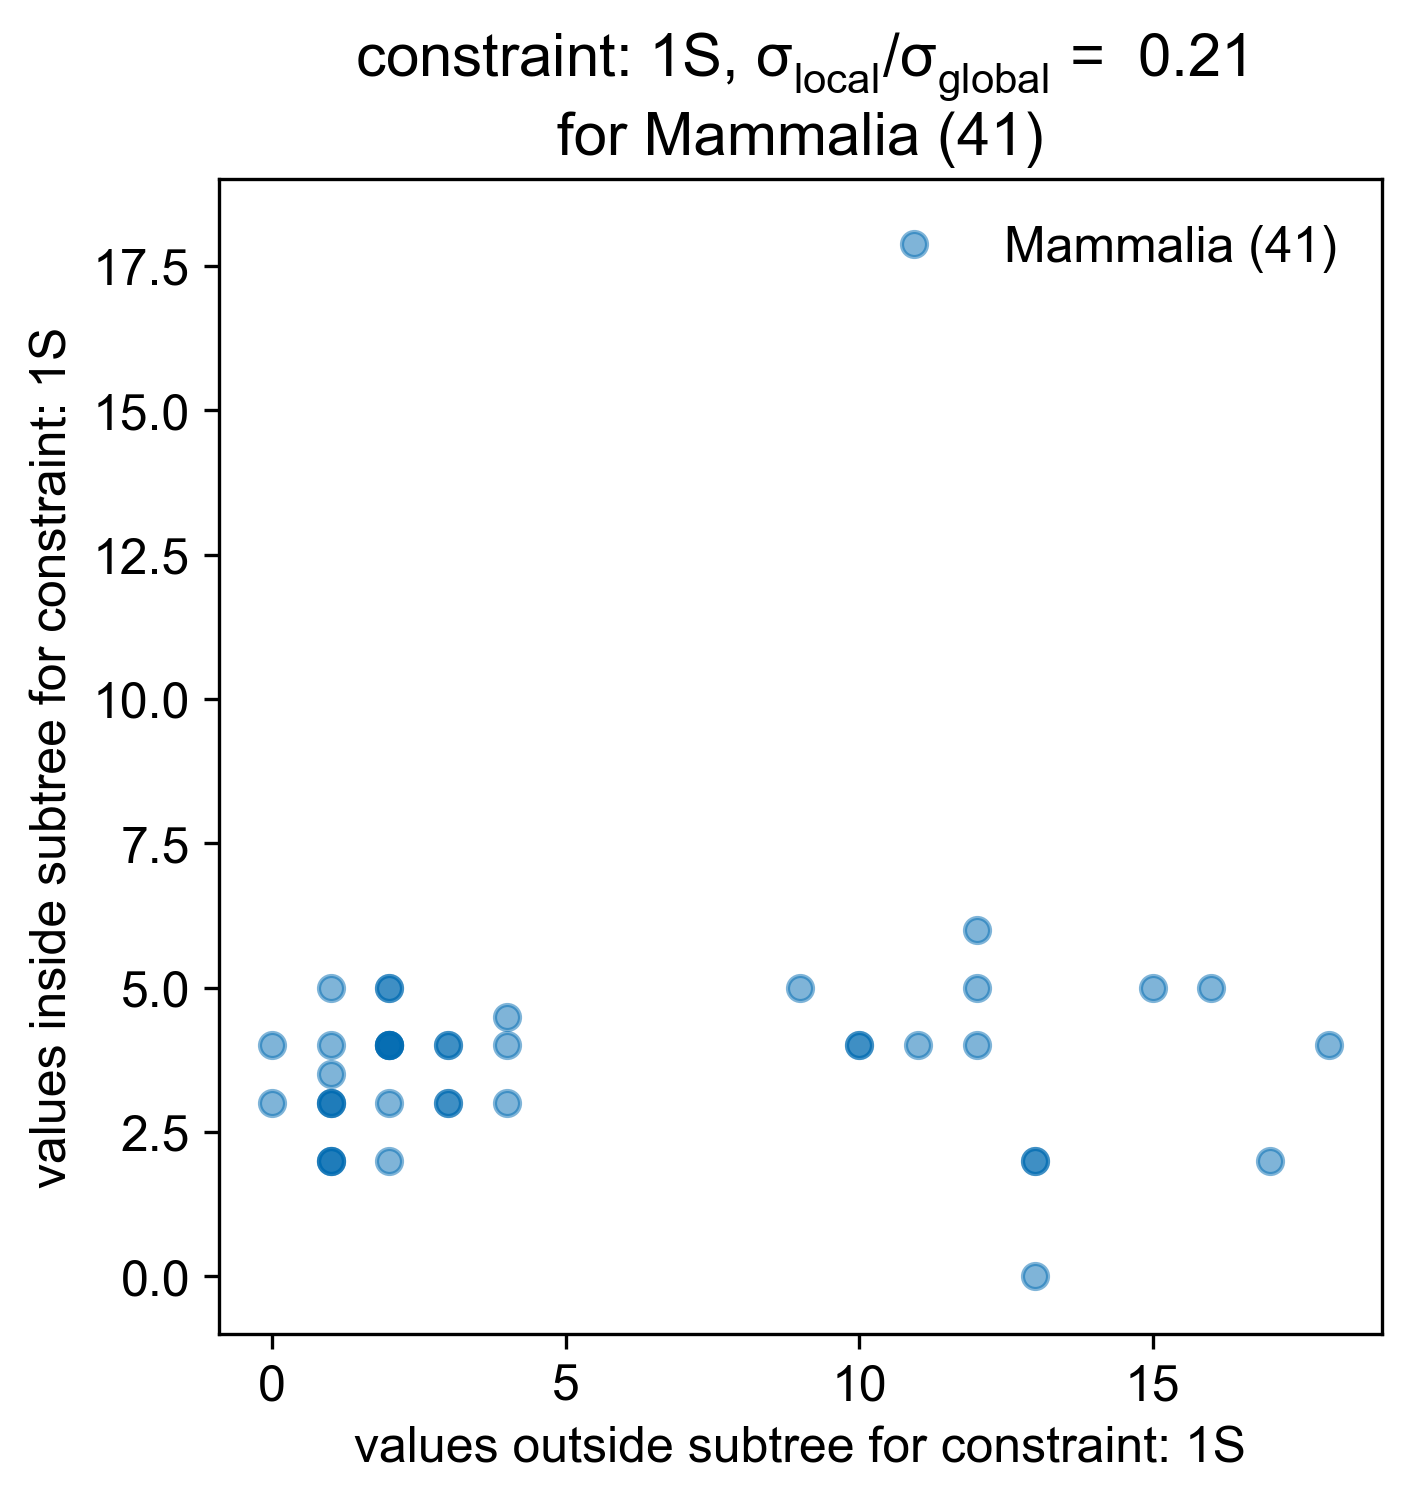 constraint: 1S, σlocal/σglobal = 0.21
for Mammalia (41)
Mammalia (41)
17.5
15.0
12.5
10.0
7.5
5.0
2.5
0.0
values inside subtree for constraint: 1S
0 5 10 15
values outside subtree for constraint: 1S